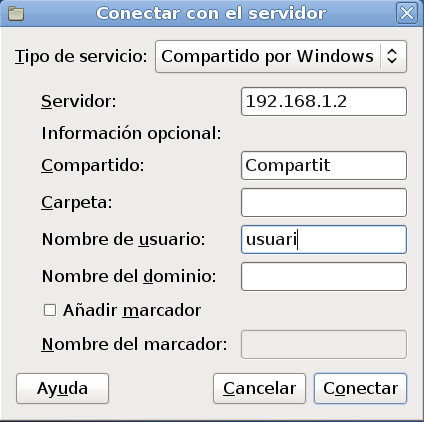 Conectar con el servidor
Tipo de servicio: Compartido por Windows
Servidor: 192.168.1.2
Información opcional:
Compartido: Compartit
Carpeta:
Nombre de usuario: usuari
Nombre del dominio:
Añadir marcador
Nombre del marcador:
Ayuda Cancelar Conectar